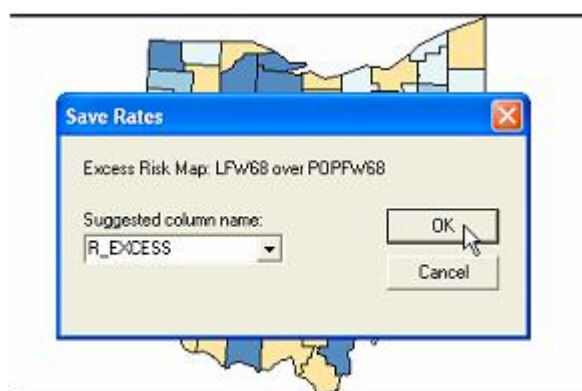 Save Rates
Excess Risk Map: LFW68 over POPFW68
Suggested column name:
R_EXCESS
OK
Cancel